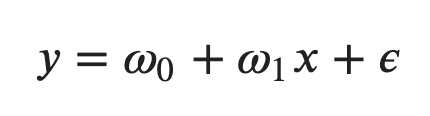 y = ω₀ + ω₁x + ϵ